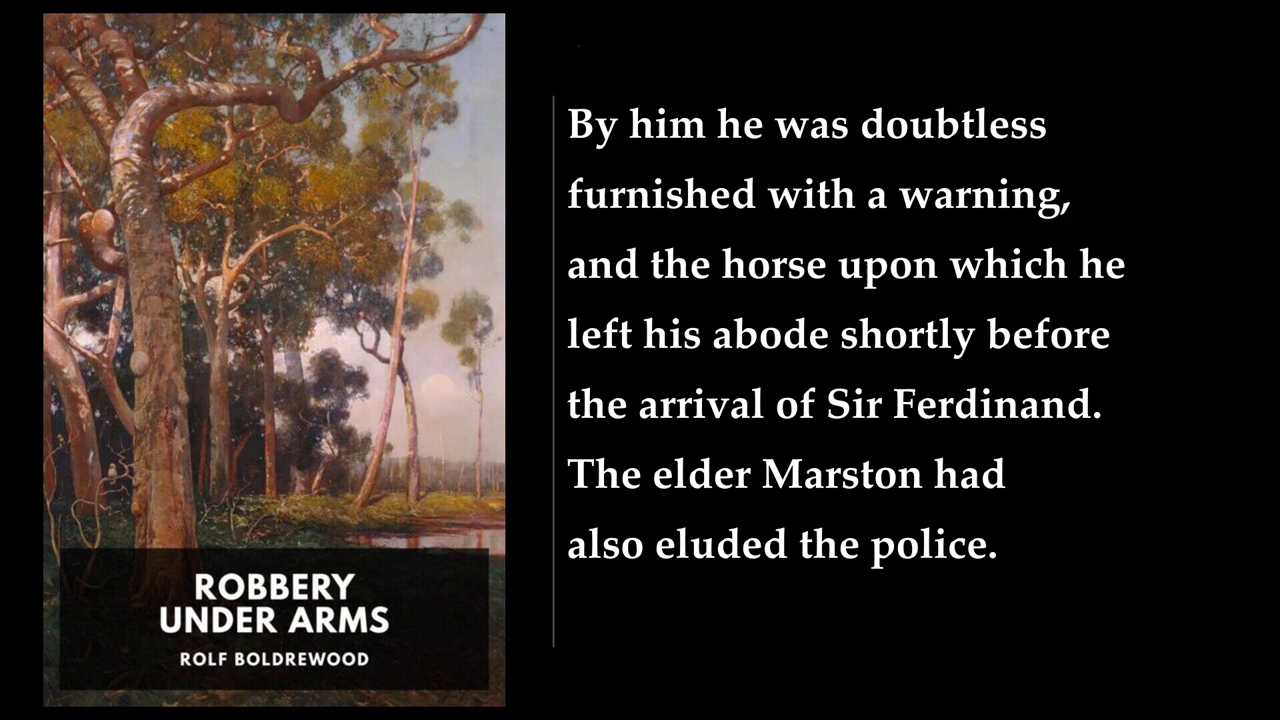 By him he was doubtless
furnished with a warning,
and the horse upon which he
left his abode shortly before
the arrival of Sir Ferdinand.
The elder Marston had
also eluded the police.
ROBBERY
UNDER ARMS
ROLF BOLDREWOOD